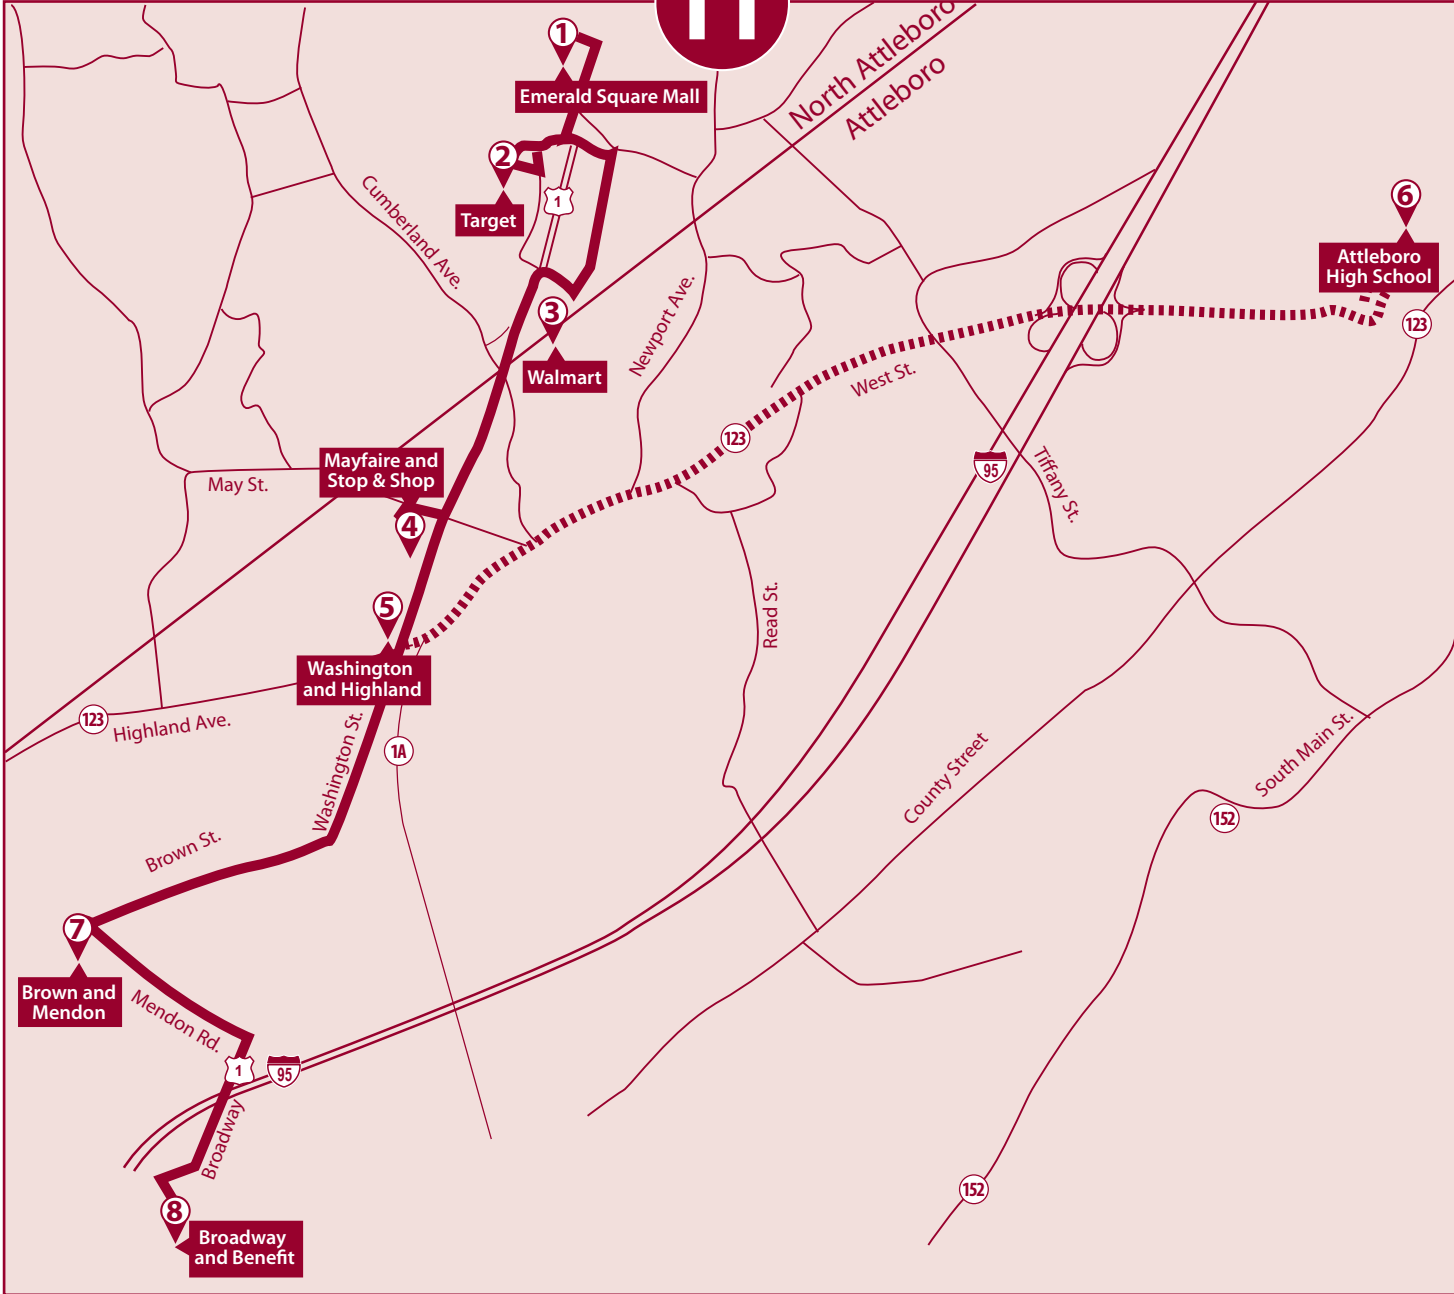 11
1
Emerald Square Mall
North Attleboro
Attleboro
2
Target
1
Cumberland Ave.
6
Attleboro
High School
123
3
Walmart
Newport Ave.
West St.
123
Mayfaire and
Stop & Shop
May St.
4
95
Tiffany St.
5
Washington
and Highland
Read St.
123
Highland Ave.
Washington St.
1A
County Street
South Main St.
152
Brown St.
7
Brown and
Mendon
Mendon Rd.
1
95
Broadway
152
8
Broadway
and Benefit